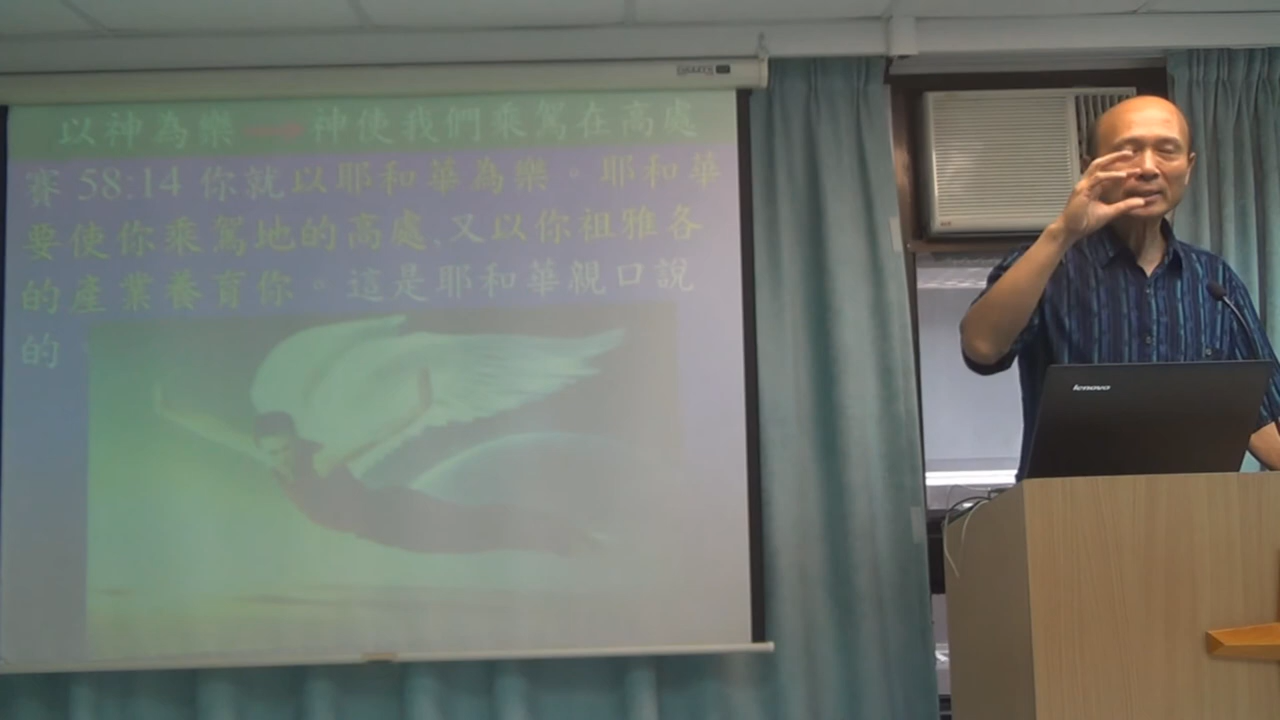 以神為樂 神使我們乘駕在高處
賽 58:14 你就以耶和華為樂。耶和華
要使你乘駕地的高處,又以你祖雅各
的產業養育你。這是耶和華親口說
的
lenovo